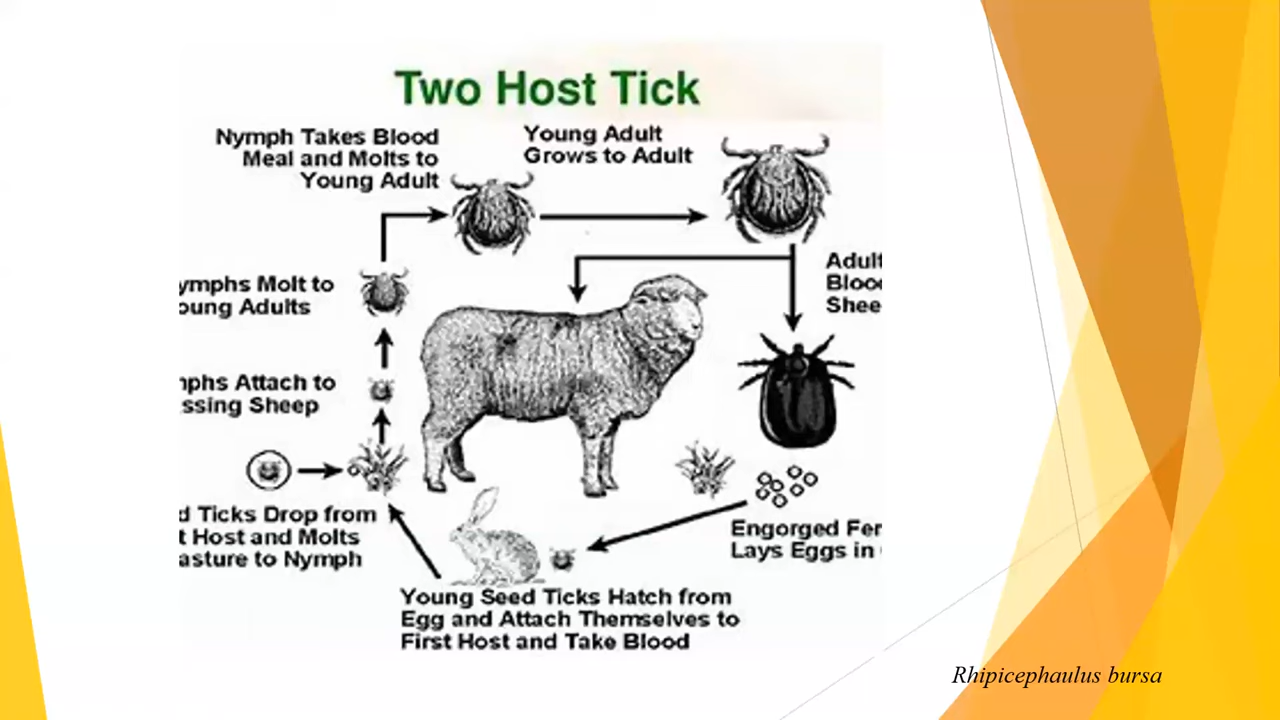 Two Host Tick
Nymph Takes Blood
Meal and Molts to
Young Adult
Young Adult
Grows to Adult
ymphs Molt to
oung Adults
Adult
Bloo
Shee
nphs Attach to
ssing Sheep
d Ticks Drop from
t Host and Molts
asture to Nymph
Engorged Fer
Lays Eggs in
Young Seed Ticks Hatch from
Egg and Attach Themselves to
First Host and Take Blood
Rhipicephaulus bursa